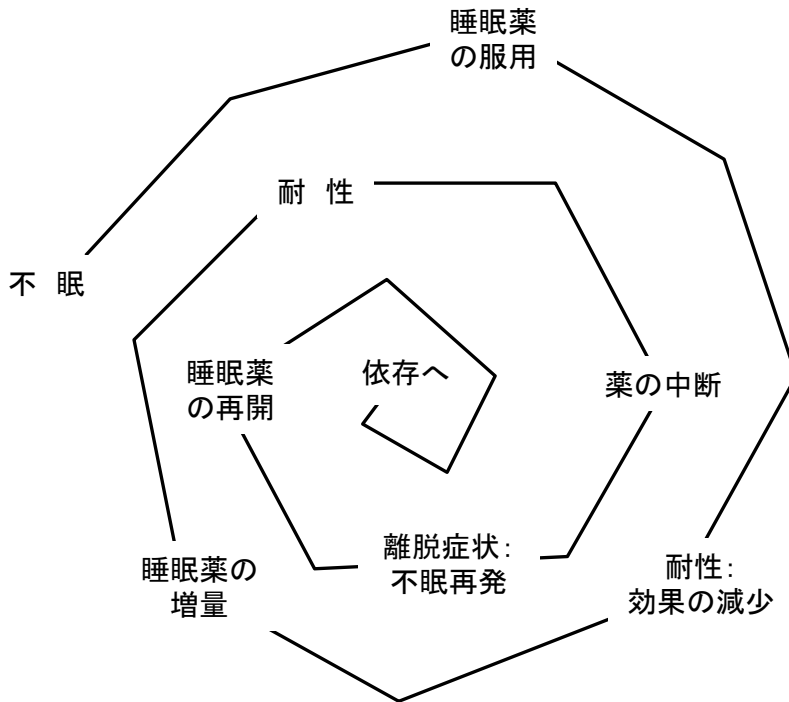 不 眠
睡眠薬
の服用
耐性:
効果の減少
睡眠薬の
増量
耐 性
薬の中断
離脱症状:
不眠再発
睡眠薬
の再開
依存へ